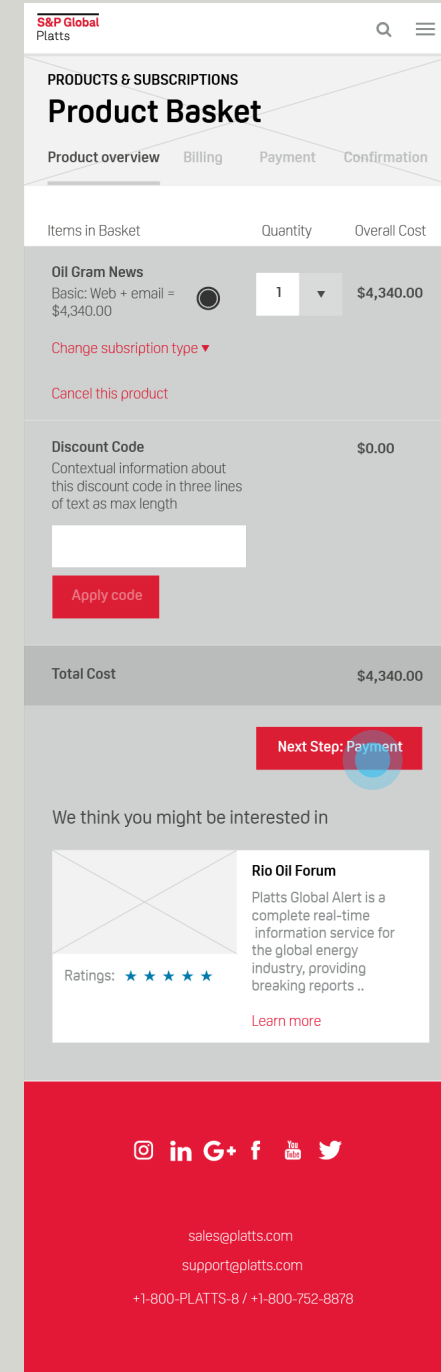 S&P Global
Platts
PRODUCTS & SUBSCRIPTIONS
Product Basket
Product overview Billing Payment Confirmation
Items in Basket Quantity Overall Cost
Oil Gram News
Basic: Web + email =
$4,340.00
1 ▼ $4,340.00
Change subsription type ▼
Cancel this product
Discount Code $0.00
Contextual information about
this discount code in three lines
of text as max length
Apply code
Total Cost $4,340.00
Next Step: Payment
We think you might be interested in
Rio Oil Forum
Platts Global Alert is a
complete real-time
information service for
the global energy
industry, providing
breaking reports ..
Ratings: ★ ★ ★ ★ ★
Learn more
in G+ f You Tube
sales@platts.com
support@platts.com
+1-800-PLATTS-8 / +1-800-752-8878